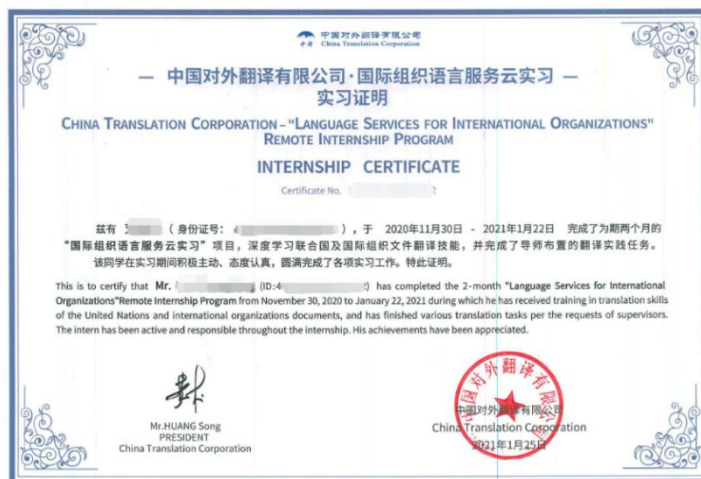 中国对外翻译有限公司
中译 China Translation Corporation
— 中国对外翻译有限公司·国际组织语言服务云实习 —
实习证明
CHINA TRANSLATION CORPORATION – "LANGUAGE SERVICES FOR INTERNATIONAL ORGANIZATIONS"
REMOTE INTERNSHIP PROGRAM
INTERNSHIP CERTIFICATE
Certificate No.
兹有 （ 身份证号： ），于 2020年11月30日 - 2021年1月22日 完成了为期两个月的
“国际组织语言服务云实习” 项目，深度学习联合国及国际组织文件翻译技能，并完成了导师布置的翻译实践任务。
该同学在实习期间积极主动、态度认真，圆满完成了各项实习工作。特此证明。
This is to certify that Mr. (ID:4 ) has completed the 2-month "Language Services for International
Organizations"Remote Internship Program from November 30, 2020 to January 22, 2021 during which he has received training in translation skills
of the United Nations and international organizations documents, and has finished various translation tasks per the requests of supervisors.
The intern has been active and responsible throughout the internship. His achievements have been appreciated.
中国对外翻译有限公司
Mr.HUANG Song
PRESIDENT
China Translation Corporation
中国对外翻译有限公司
China Translation Corporation
2021年1月25日